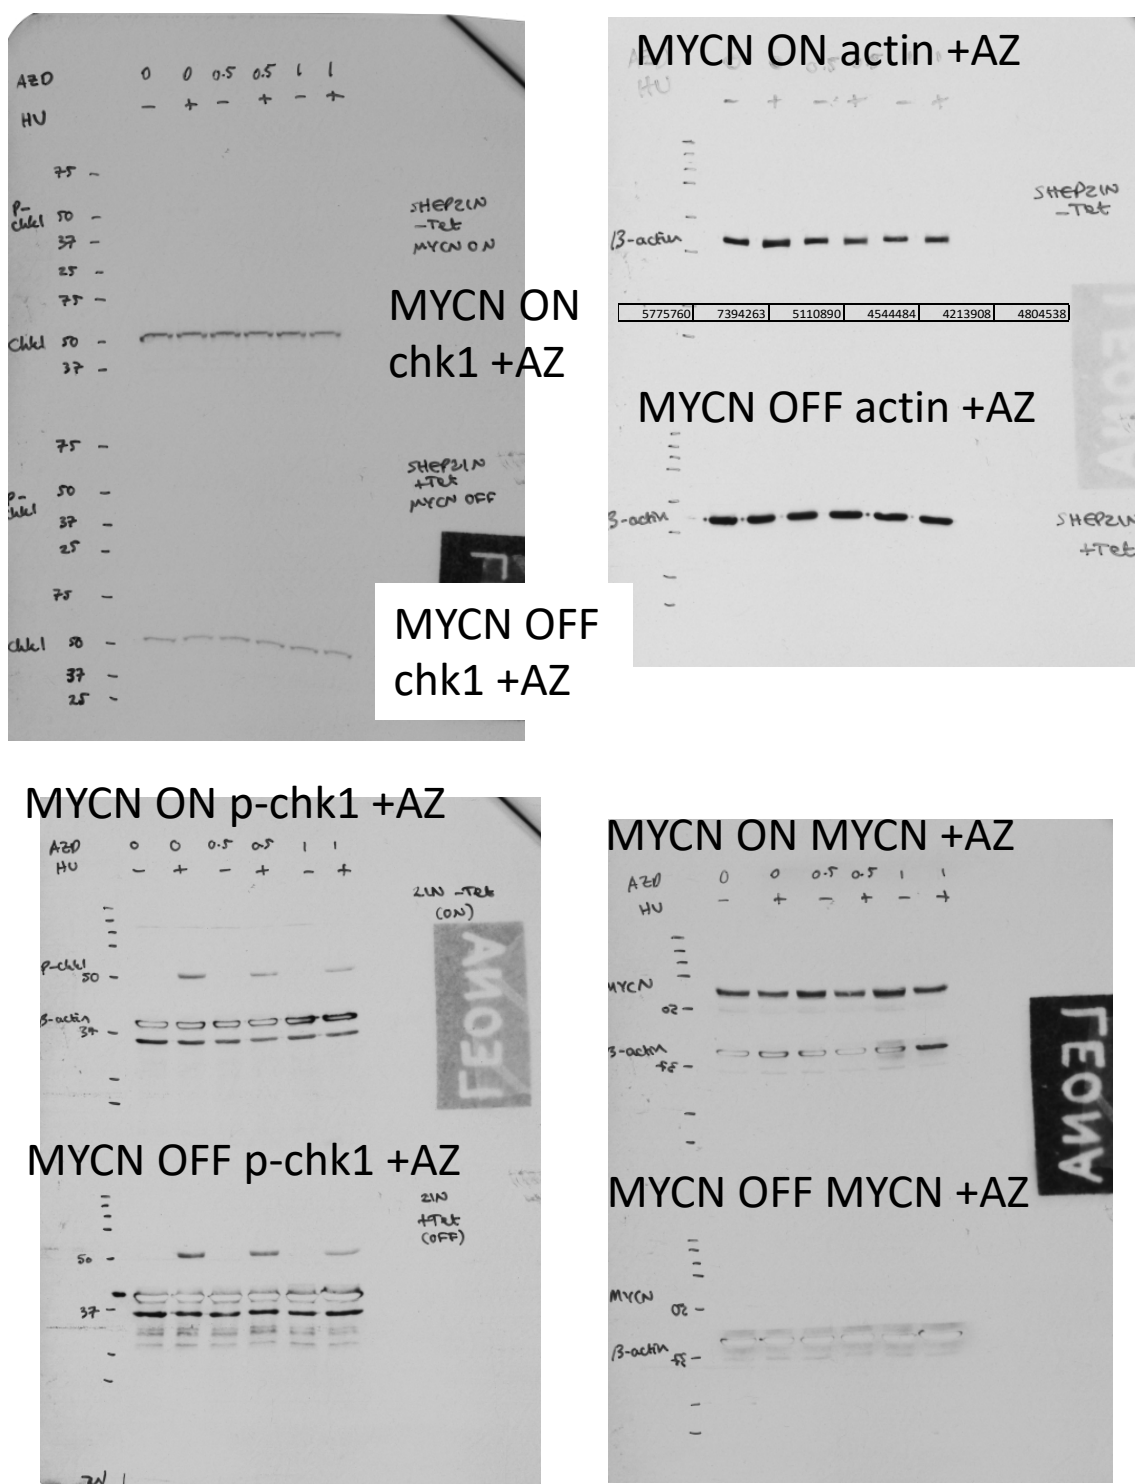 AZD 0 0 0.5 0.5 1 1
HU - + - + - +
75 -
P-chk1 50 -
37 -
25 -
SHEP21N
-Tet
MYCN ON
75 -
chk1 50 -
37 -
MYCN ON
chk1 +AZ
75 -
P-chk1 50 -
37 -
25 -
SHEP21N
+Tet
MYCN OFF
75 -
chk1 50 -
37 -
25 -
MYCN OFF
chk1 +AZ
MYCN ON actin +AZ
HU - + - + - +
SHEP21N
-Tet
β-actin
5775760 7394263 5110890 4544484 4213908 4804538
LEONA
MYCN OFF actin +AZ
β-actin
SHEP21N
+Tet
MYCN ON p-chk1 +AZ
AZD 0 0 0.5 0.5 1 1
HU - + - + - +
21N -Tet
(ON)
P-chk1 50 -
β-actin
37 -
LEONA
MYCN OFF p-chk1 +AZ
21N
+Tet
(OFF)
50 -
37 -
MYCN ON MYCN +AZ
AZD 0 0 0.5 0.5 1 1
HU - + - + - +
MYCN
50 -
β-actin
37 -
LEONA
MYCN OFF MYCN +AZ
MYCN
50 -
β-actin
37 -